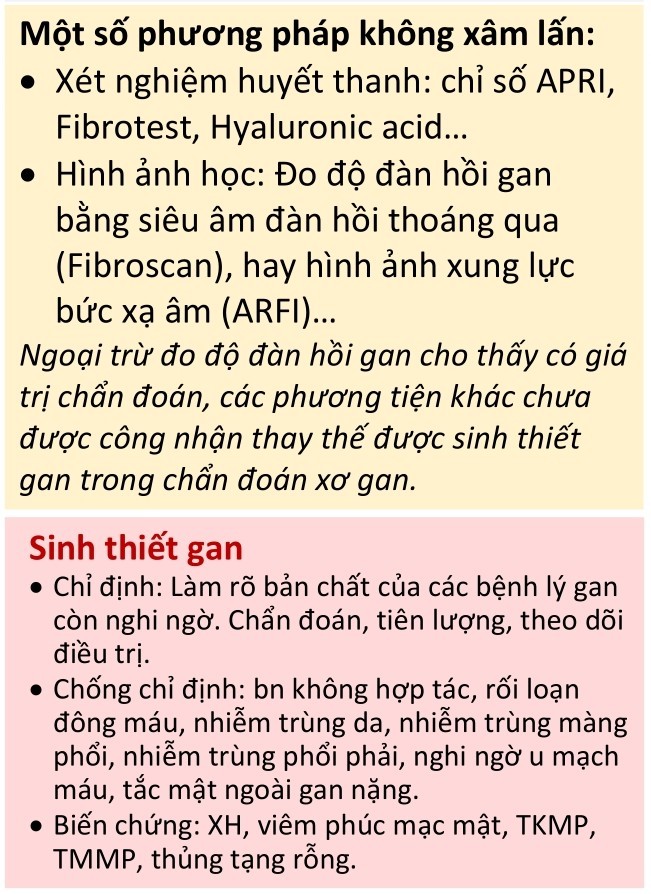 Một số phương pháp không xâm lấn:
• Xét nghiệm huyết thanh: chỉ số APRI,
Fibrotest, Hyaluronic acid...
• Hình ảnh học: Đo độ đàn hồi gan
bằng siêu âm đàn hồi thoáng qua
(Fibroscan), hay hình ảnh xung lực
bức xạ âm (ARFI)...
Ngoại trừ đo độ đàn hồi gan cho thấy có giá
trị chẩn đoán, các phương tiện khác chưa
được công nhận thay thế được sinh thiết
gan trong chẩn đoán xơ gan.
Sinh thiết gan
• Chỉ định: Làm rõ bản chất của các bệnh lý gan
còn nghi ngờ. Chẩn đoán, tiên lượng, theo dõi
điều trị.
• Chống chỉ định: bn không hợp tác, rối loạn
đông máu, nhiễm trùng da, nhiễm trùng màng
phổi, nhiễm trùng phổi phải, nghi ngờ u mạch
máu, tắc mật ngoài gan nặng.
• Biến chứng: XH, viêm phúc mạc mật, TKMP,
TMMP, thủng tạng rỗng.